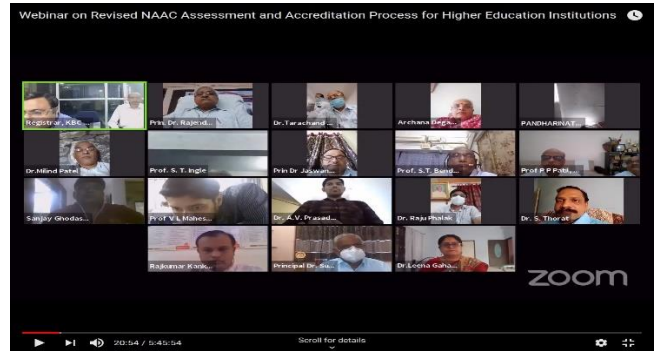 Webinar on Revised NAAC Assessment and Accreditation Process for Higher Education Institutions
Registrar, KBC ...
Prin. Dr. Rajend...
Dr.Tarachand ...
Archana Dega...
PANDHARINAT...
Dr.Milind Patel
Prof. S. T. Ingle
Prin Dr Jaswan...
Prof. S.T. Bend...
Prof P P Patil,...
Sanjay Ghodas...
Prof V L Mahes...
Dr. A.V. Prasad...
Dr. Raju Phalak
Dr. S. Thorat
Rajkumar Kank...
Principal Dr. Su...
Dr.Leena Gaha...
zoom
20:54 / 5:45:54
Scroll for details